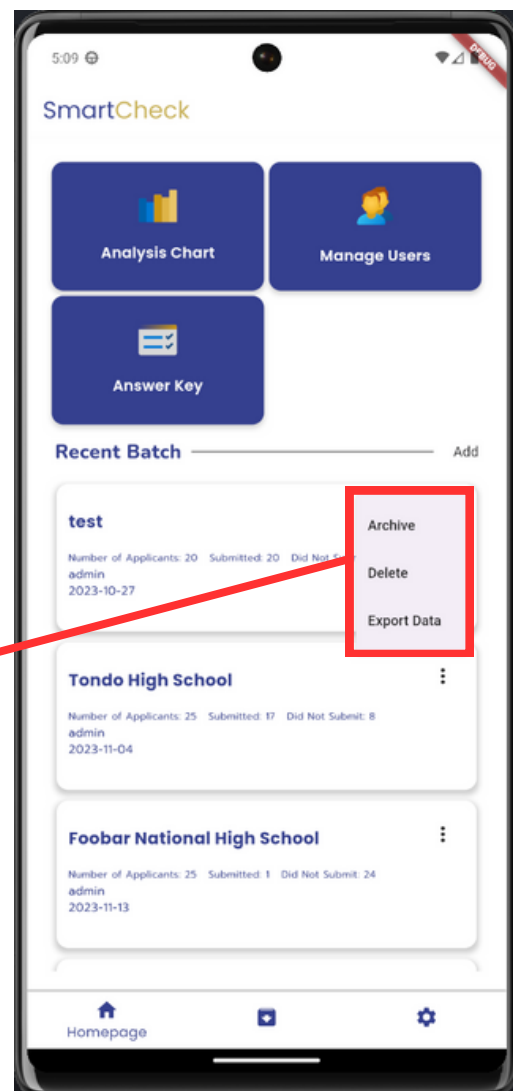 5:09
DEBUG
SmartCheck
Analysis Chart
Manage Users
Answer Key
Recent Batch
Add
test
Number of Applicants: 20 Submitted: 20 Did Not
admin
2023-10-27
Archive
Delete
Export Data
Tondo High School
Number of Applicants: 25 Submitted: 17 Did Not Submit: 8
admin
2023-11-04
Foobar National High School
Number of Applicants: 25 Submitted: 1 Did Not Submit: 24
admin
2023-11-13
Homepage